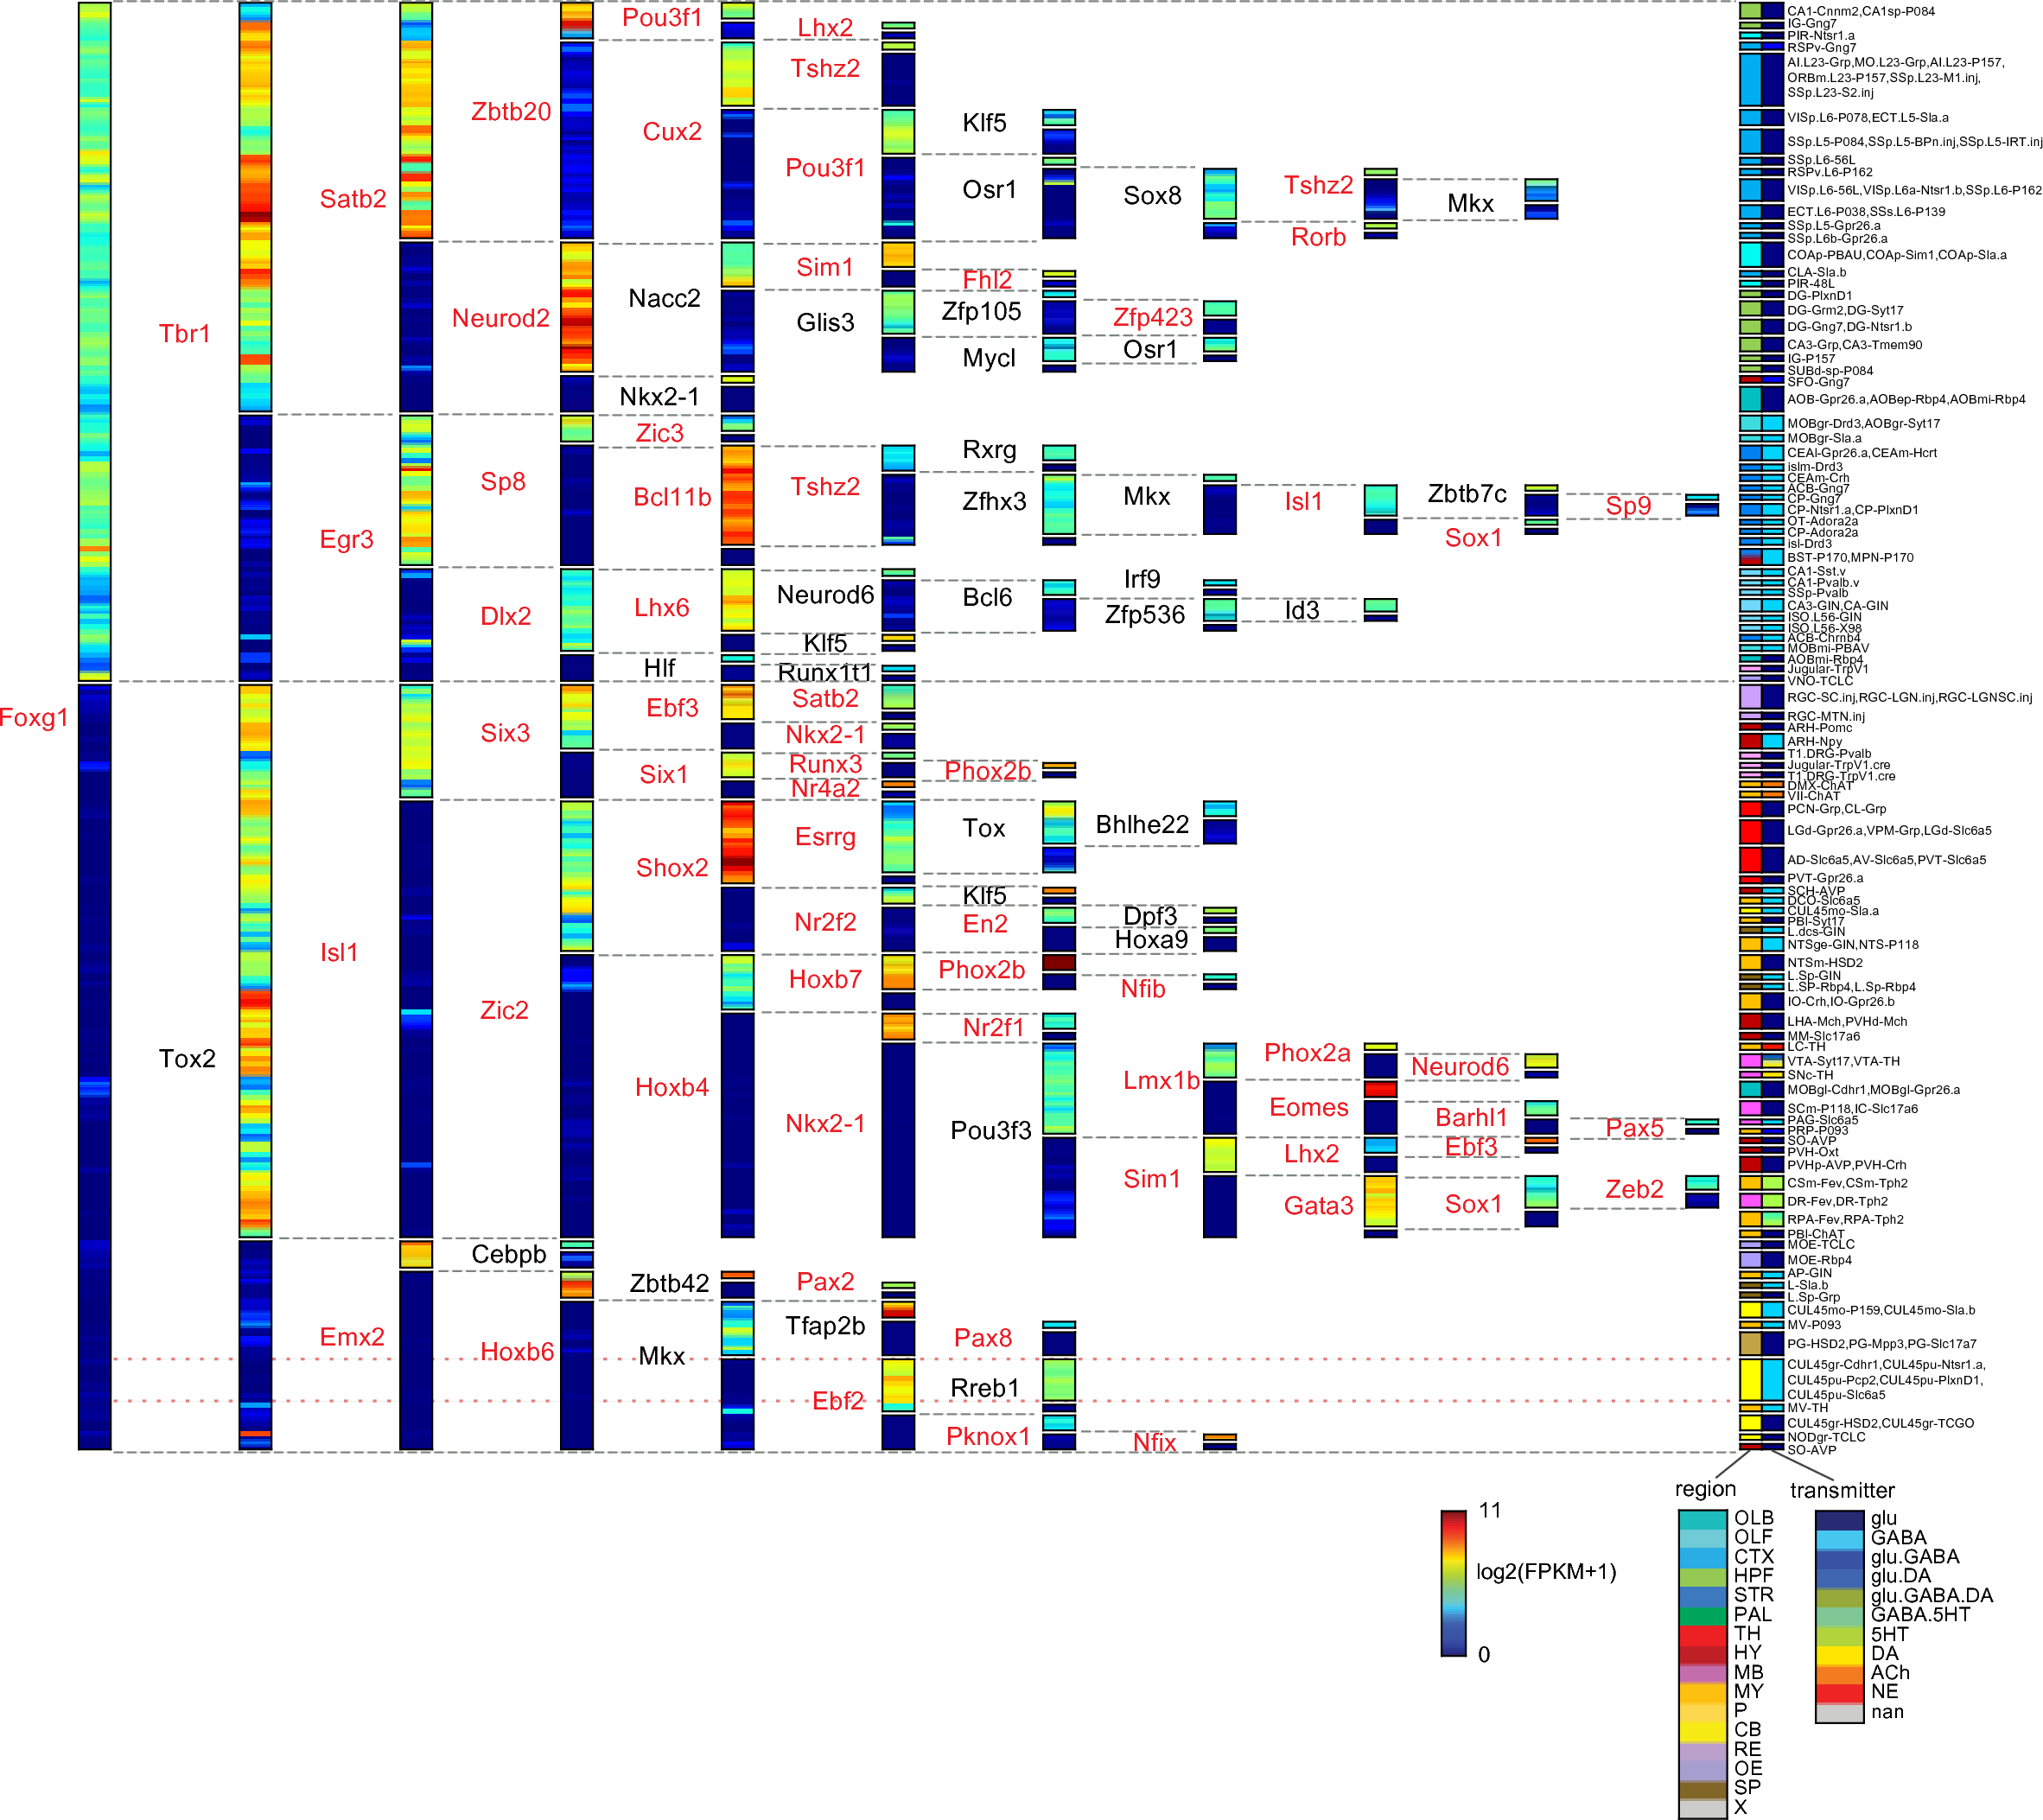 Foxg1
Tbr1
Tox2
Satb2
Egr3
Isl1
Emx2
Zbtb20
Neurod2
Sp8
Dlx2
Six3
Zic2
Cebpb
Hoxb6
Pou3f1
Cux2
Nacc2
Nkx2-1
Zic3
Bcl11b
Lhx6
Hlf
Ebf3
Six1
Shox2
Hoxb4
Zbtb42
Mkx
Lhx2
Tshz2
Pou3f1
Sim1
Glis3
Tshz2
Neurod6
Klf5
Runx1t1
Satb2
Nkx2-1
Runx3
Nr4a2
Esrrg
Nr2f2
Hoxb7
Nkx2-1
Pax2
Tfap2b
Ebf2
Klf5
Osr1
Fhl2
Zfp105
Mycl
Rxrg
Zfhx3
Bcl6
Phox2b
Tox
Klf5
En2
Phox2b
Nr2f1
Pou3f3
Pax8
Rreb1
Pknox1
Sox8
Zfp423
Osr1
Mkx
Irf9
Zfp536
Bhlhe22
Dpf3
Hoxa9
Nfib
Lmx1b
Sim1
Nfix
Tshz2
Rorb
Isl1
Id3
Phox2a
Eomes
Lhx2
Gata3
Mkx
Zbtb7c
Sox1
Neurod6
Barhl1
Ebf3
Sox1
Sp9
Pax5
Zeb2
CA1-Cnnm2,CA1sp-P084
IG-Gng7
PIR-Ntsr1.a
RSPv-Gng7
AI.L23-Grp,MO.L23-Grp,AI.L23-P157,
ORBm.L23-P157,SSp.L23-M1.inj,
SSp.L23-S2.inj
VISp.L6-P078,ECT.L5-Sla.a
SSp.L5-P084,SSp.L5-BPn.inj,SSp.L5-IRT.inj
SSp.L6-56L
RSPv.L6-P162
VISp.L6-56L,VISp.L6a-Ntsr1.b,SSp.L6-P162
ECT.L6-P038,SSs.L6-P139
SSp.L5-Gpr26.a
SSp.L6b-Gpr26.a
COAp-PBAU,COAp-Sim1,COAp-Sla.a
CLA-Sla.b
PIR-48L
DG-PlxnD1
DG-Grm2,DG-Syt17
DG-Gng7,DG-Ntsr1.b
CA3-Grp,CA3-Tmem90
IG-P157
SUBd-sp-P084
SFO-Gng7
AOB-Gpr26.a,AOBep-Rbp4,AOBmi-Rbp4
MOBgr-Drd3,AOBgr-Syt17
MOBgr-Sla.a
CEAl-Gpr26.a,CEAm-Hcrt
islm-Drd3
CEAm-Crh
ACB-Gng7
CP-Gng7
CP-Ntsr1.a,CP-PlxnD1
OT-Adora2a
CP-Adora2a
isl-Drd3
BST-P170,MPN-P170
CA1-Sst.v
CA1-Pvalb.v
SSp-Pvalb
CA3-GIN,CA-GIN
ISO.L56-GIN
ISO.L56-X98
ACB-Chrnb4
MOBmi-PBAV
AOBmi-Rbp4
Jugular-TrpV1
VNO-TCLC
RGC-SC.inj,RGC-LGN.inj,RGC-LGNSC.inj
RGC-MTN.inj
ARH-Pomc
ARH-Npy
T1.DRG-Pvalb
Jugular-TrpV1.cre
T1.DRG-TrpV1.cre
DMX-ChAT
VII-ChAT
PCN-Grp,CL-Grp
LGd-Gpr26.a,VPM-Grp,LGd-Slc6a5
AD-Slc6a5,AV-Slc6a5,PVT-Slc6a5
PVT-Gpr26.a
SCH-AVP
DCO-Slc6a5
CUL45mo-Sla.a
PBl-Syt17
L.dcs-GIN
NTSge-GIN,NTS-P118
NTSm-HSD2
L.Sp-GIN
L.SP-Rbp4,L.Sp-Rbp4
IO-Crh,IO-Gpr26.b
LHA-Mch,PVHd-Mch
MM-Slc17a6
LC-TH
VTA-Syt17,VTA-TH
SNc-TH
MOBgl-Cdhr1,MOBgl-Gpr26.a
SCm-P118,IC-Slc17a6
PAG-Slc6a5
PRP-P093
SO-AVP
PVH-Oxt
PVHp-AVP,PVH-Crh
CSm-Fev,CSm-Tph2
DR-Fev,DR-Tph2
RPA-Fev,RPA-Tph2
PBl-ChAT
MOE-TCLC
MOE-Rbp4
AP-GIN
L-Sla.b
L.Sp-Grp
CUL45mo-P159,CUL45mo-Sla.b
MV-P093
PG-HSD2,PG-Mpp3,PG-Slc17a7
CUL45gr-Cdhr1,CUL45pu-Ntsr1.a,
CUL45pu-Pcp2,CUL45pu-PlxnD1,
CUL45pu-Slc6a5
MV-TH
CUL45gr-HSD2,CUL45gr-TCGO
NODgr-TCLC
SO-AVP
11
log2(FPKM+1)
0
region
OLB
OLF
CTX
HPF
STR
PAL
TH
HY
MB
MY
P
CB
RE
OE
SP
X
transmitter
glu
GABA
glu.GABA
glu.DA
glu.GABA.DA
GABA.5HT
5HT
DA
ACh
NE
nan